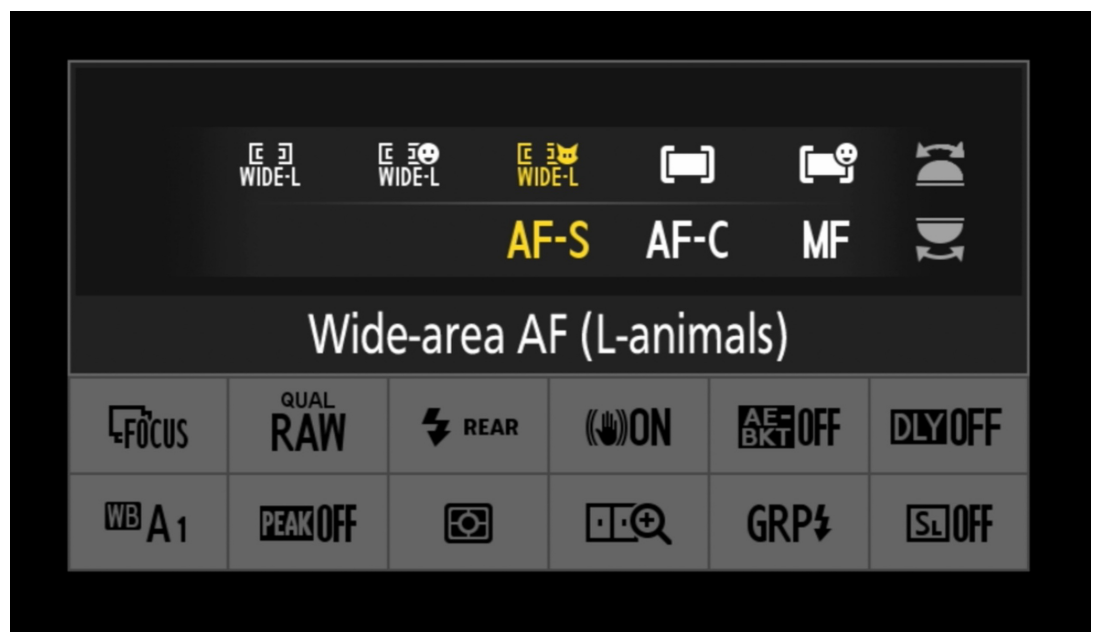 WIDE-L WIDE-L WIDE-L
AF-S AF-C MF
Wide-area AF (L-animals)
FOCUS QUAL RAW REAR ON AE-BKT OFF DLY OFF
WB A1 PEAK OFF GRP SL OFF